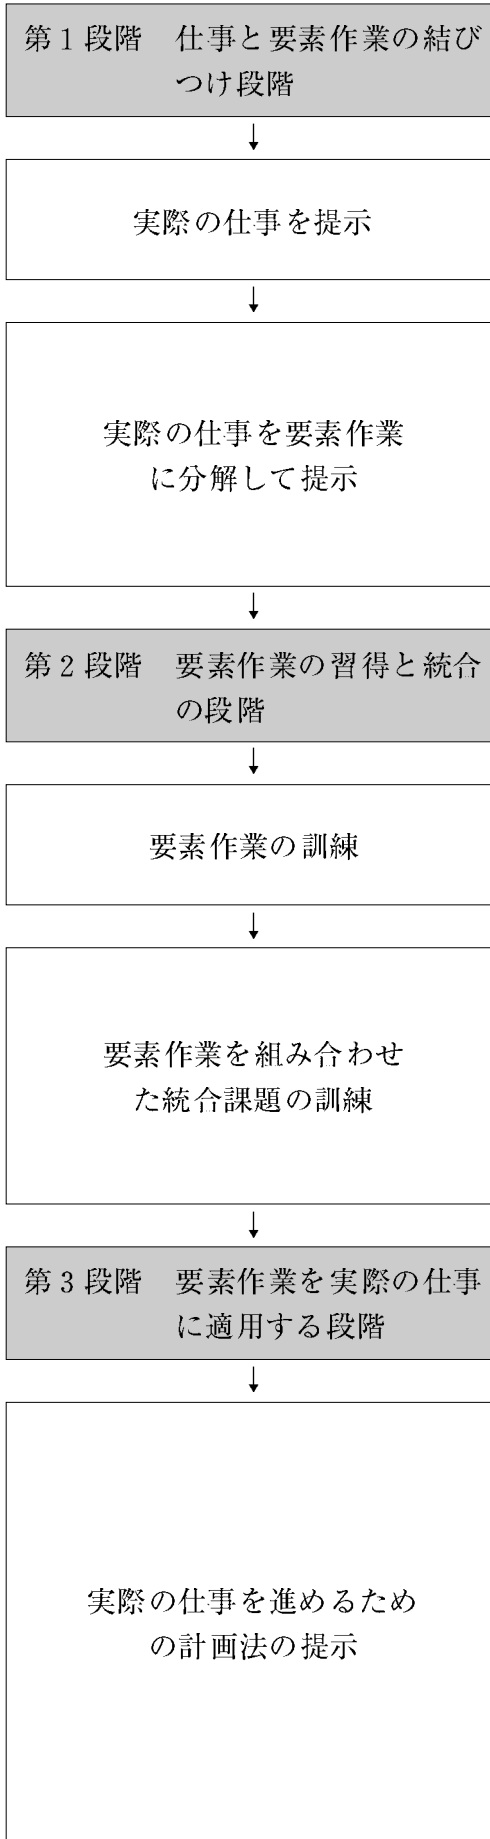 第1段階　仕事と要素作業の結び
つけ段階
実際の仕事を提示
実際の仕事を要素作業
に分解して提示
第2段階　要素作業の習得と統合
の段階
要素作業の訓練
要素作業を組み合わせ
た統合課題の訓練
第3段階　要素作業を実際の仕事
に適用する段階
実際の仕事を進めるため
の計画法の提示